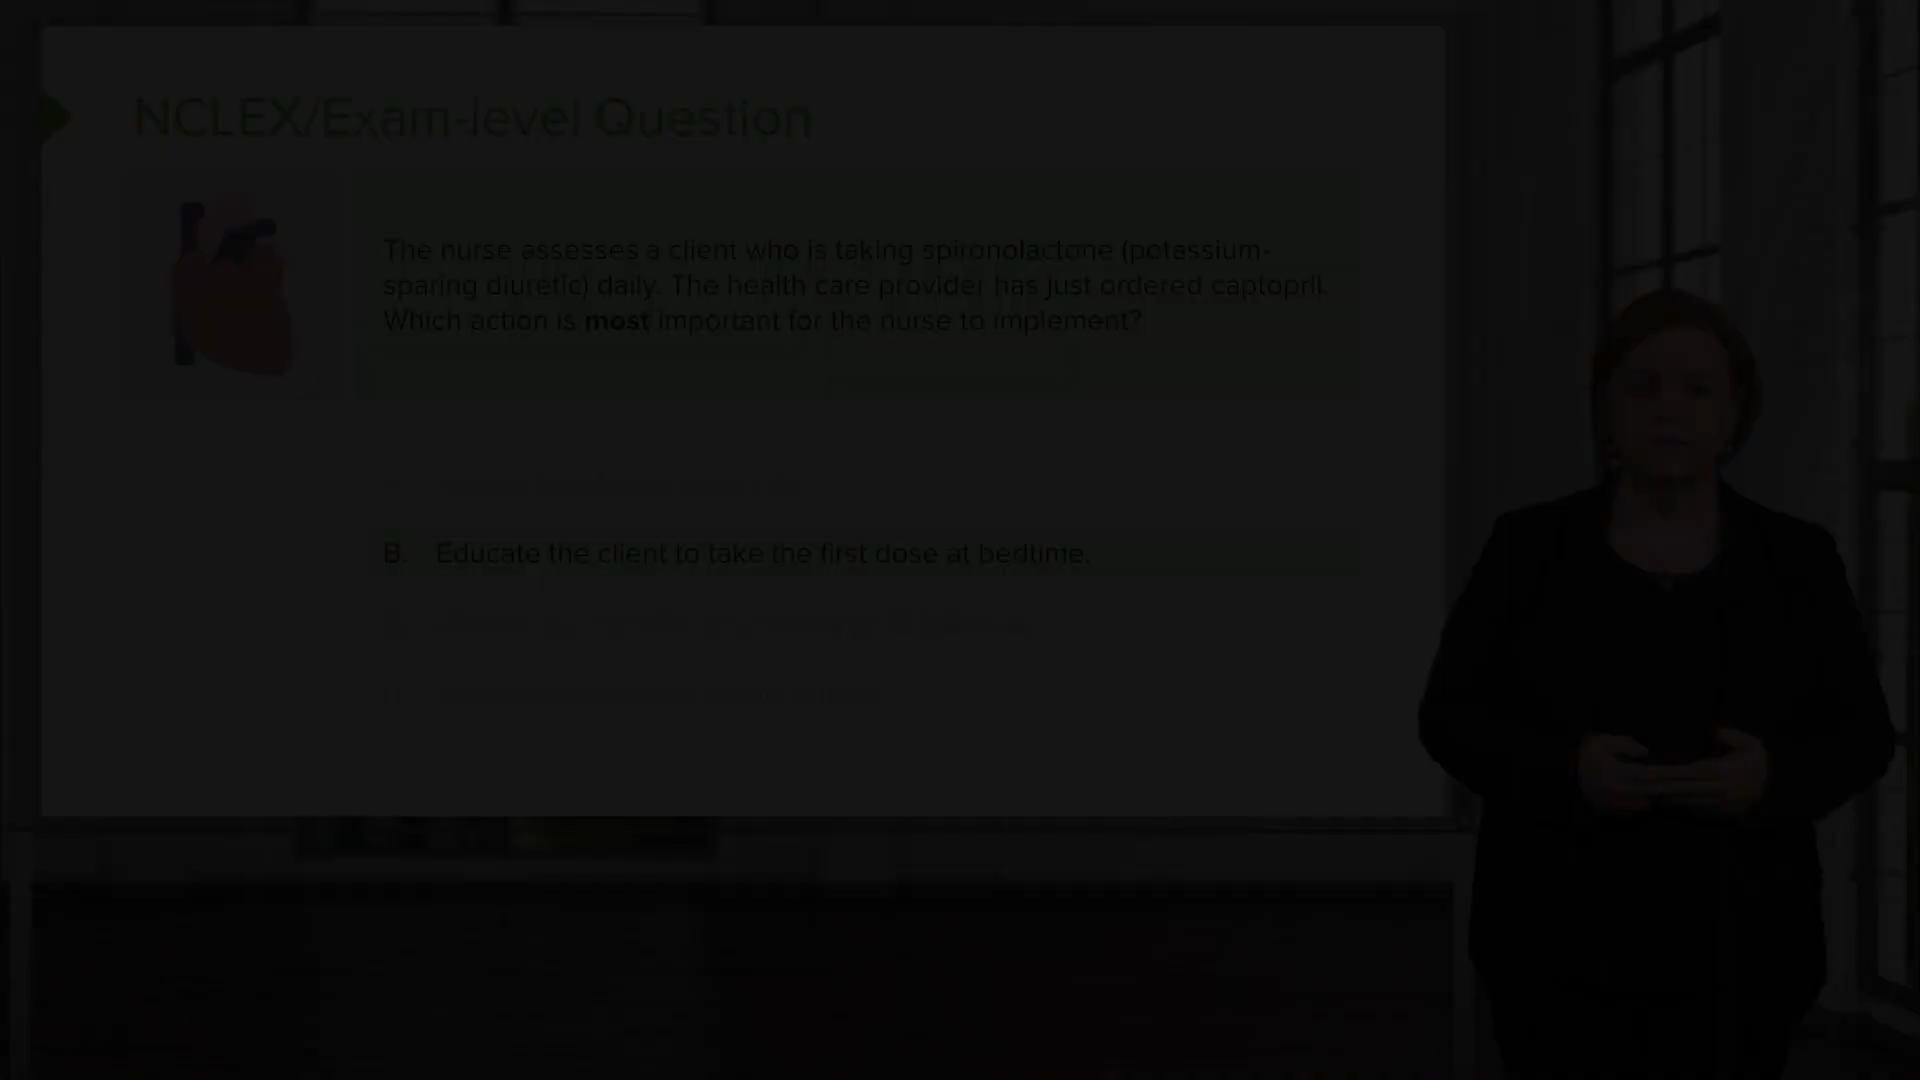 NCLEX/Exam-level Question
The nurse assesses a client who is taking spironolactone (potassium-
sparing diuretic) daily. The health care provider has just ordered captopril.
Which action is most important for the nurse to implement?
B. Educate the client to take the first dose at bedtime.